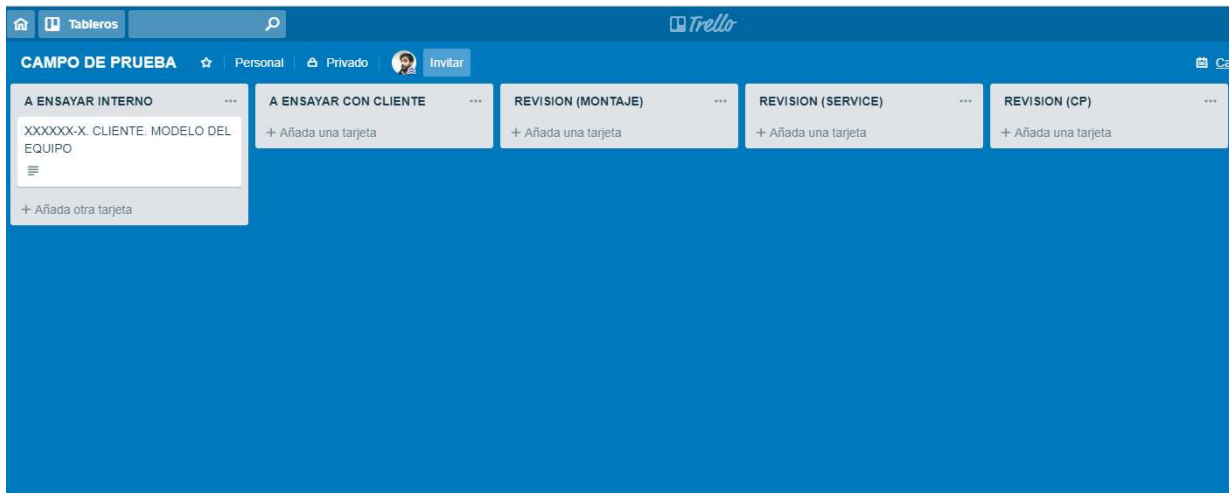 Tableros
Trello
CAMPO DE PRUEBA
Personal
Privado
Invitar
Ca
A ENSAYAR INTERNO
XXXXXX-X. CLIENTE. MODELO DEL
EQUIPO
+ Añada otra tarjeta
A ENSAYAR CON CLIENTE
+ Añada una tarjeta
REVISION (MONTAJE)
+ Añada una tarjeta
REVISION (SERVICE)
+ Añada una tarjeta
REVISION (CP)
+ Añada una tarjeta